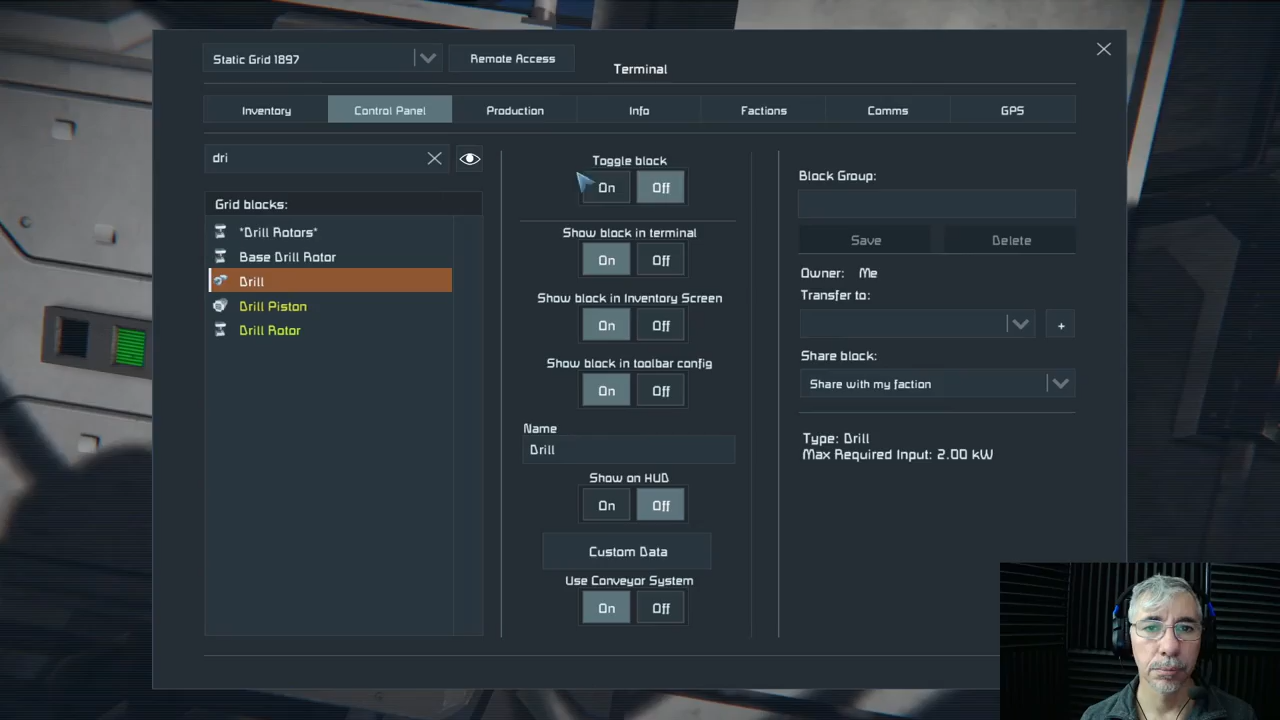 Static Grid 1897
Remote Access
Terminal
Inventory
Control Panel
Production
Info
Factions
Comms
GPS
dri
Grid blocks:
*Drill Rotors*
Base Drill Rotor
Drill
Drill Piston
Drill Rotor
Toggle block
On Off
Show block in terminal
On Off
Show block in Inventory Screen
On Off
Show block in toolbar config
On Off
Name
Drill
Show on HUD
On Off
Custom Data
Use Conveyor System
On Off
Block Group:
Save Delete
Owner: Me
Transfer to:
+
Share block:
Share with my faction
Type: Drill
Max Required Input: 2.00 kW